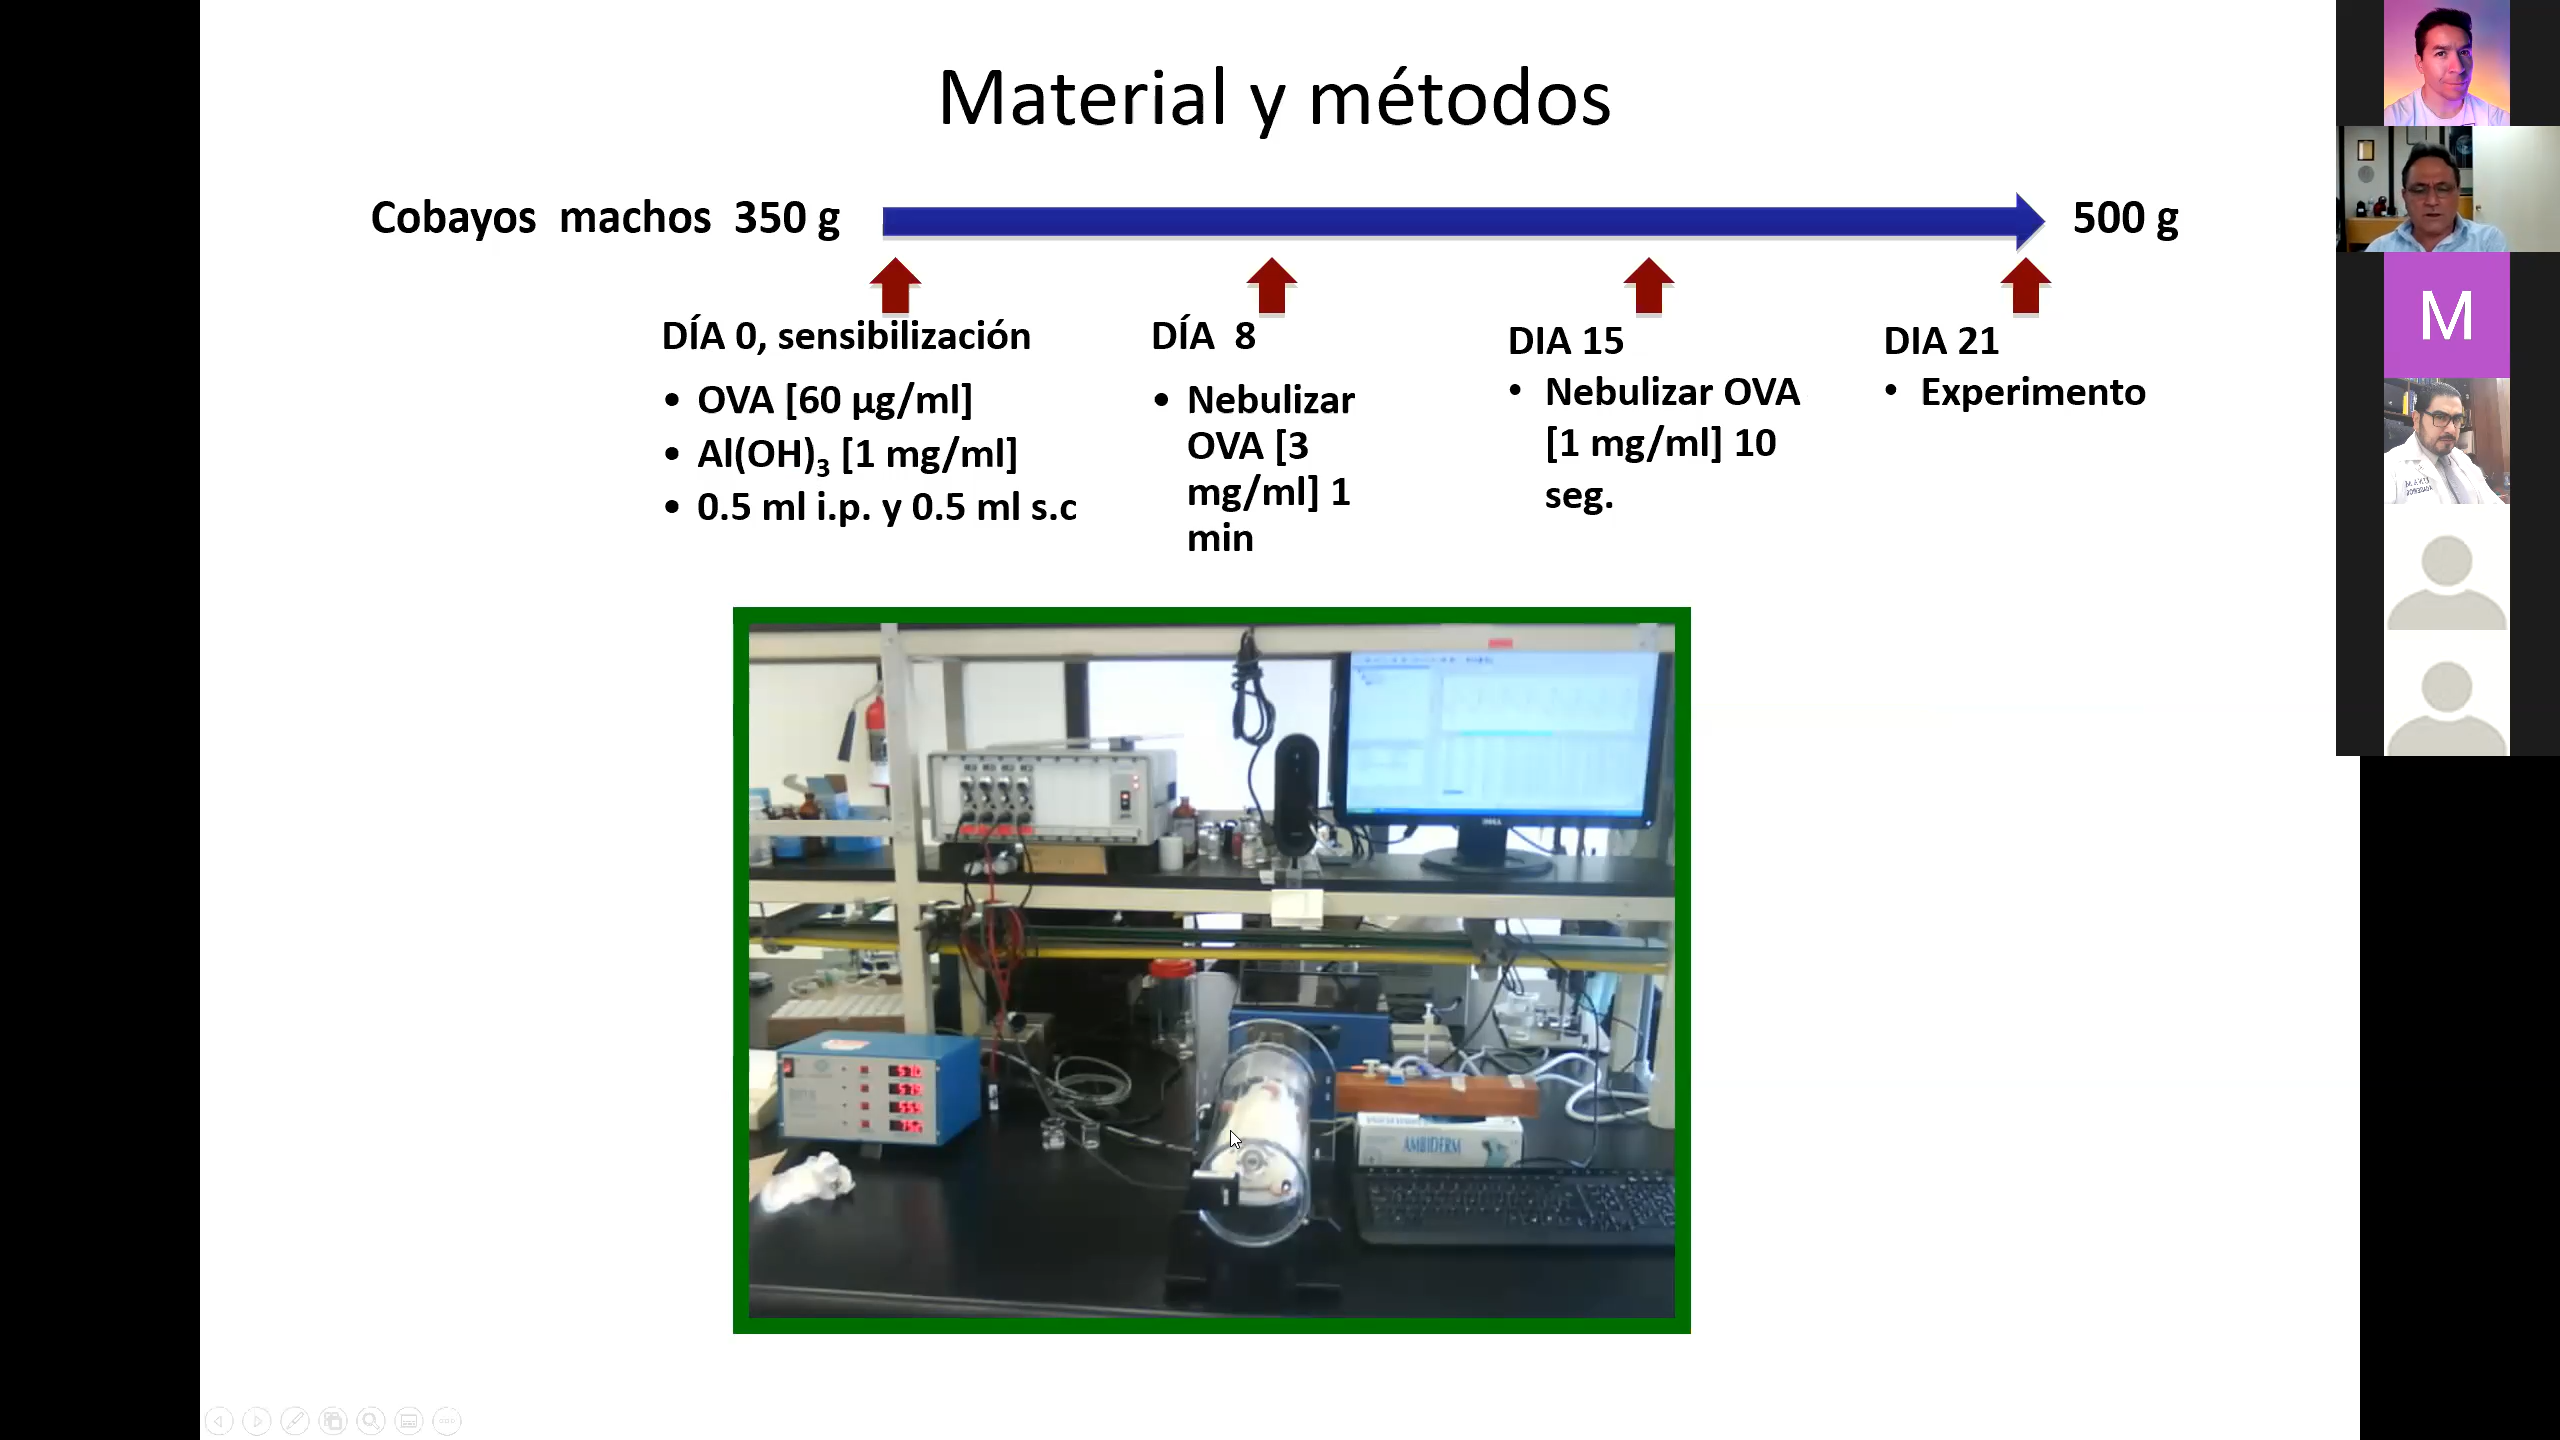 Material y métodos
Cobayos machos 350 g
500 g
DÍA 0, sensibilización
• OVA [60 µg/ml]
• Al(OH)₃ [1 mg/ml]
• 0.5 ml i.p. y 0.5 ml s.c
DÍA 8
• Nebulizar
OVA [3
mg/ml] 1
min
DIA 15
• Nebulizar OVA
[1 mg/ml] 10
seg.
DIA 21
• Experimento
M
DELL
AMBIDERM